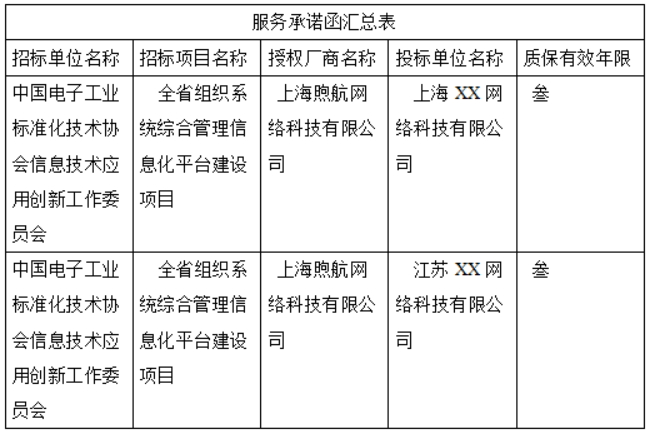 服务承诺函汇总表
招标单位名称 招标项目名称 授权厂商名称 投标单位名称 质保有效年限
中国电子工业 全省组织系 上海煦航网 上海 XX 网 叁
标准化技术协 统综合管理信 络科技有限公 络科技有限公
会信息技术应 息化平台建设 司 司
用创新工作委 项目
员会
中国电子工业 全省组织系 上海煦航网 江苏 XX 网 叁
标准化技术协 统综合管理信 络科技有限公 络科技有限公
会信息技术应 息化平台建设 司 司
用创新工作委 项目
员会